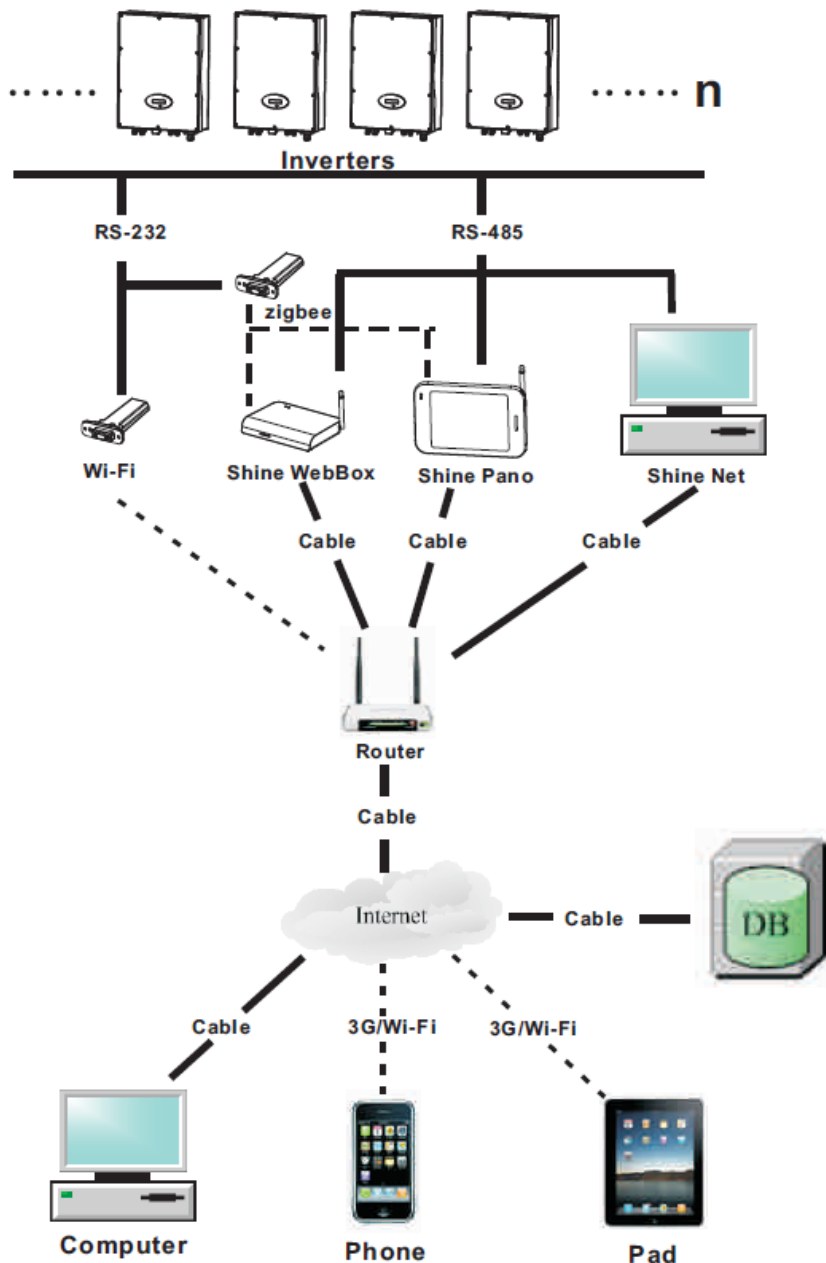 ...... n
Inverters
RS-232 RS-485
zigbee
Wi-Fi Shine WebBox Shine Pano Shine Net
Cable Cable Cable
Router
Cable
Internet Cable DB
Cable 3G/Wi-Fi 3G/Wi-Fi
Computer Phone Pad